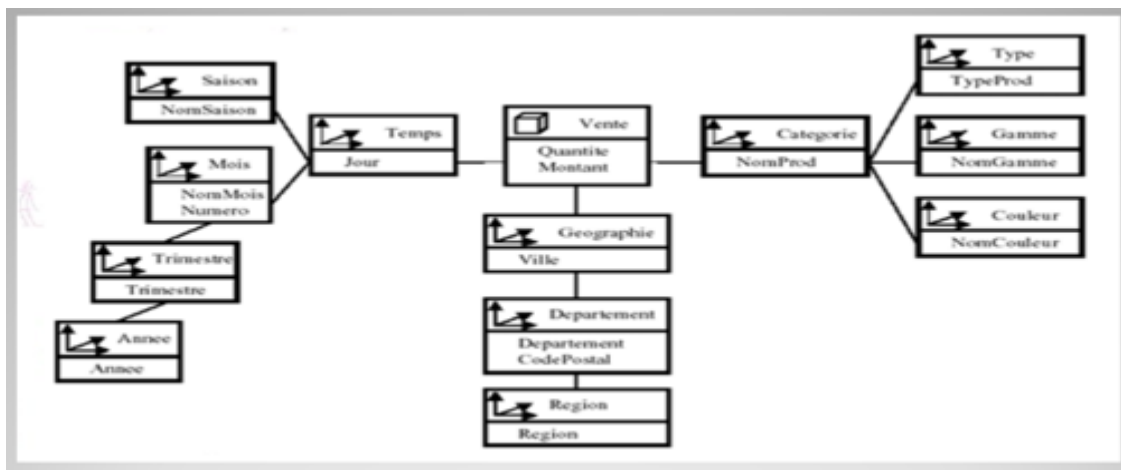 Saison
NomSaison
Mois
NomMois
Numero
Trimestre
Trimestre
Annee
Annee
Temps
Jour
Vente
Quantite
Montant
Geographie
Ville
Departement
Departement
CodePostal
Region
Region
Categorie
NomProd
Type
TypeProd
Gamme
NomGamme
Couleur
NomCouleur